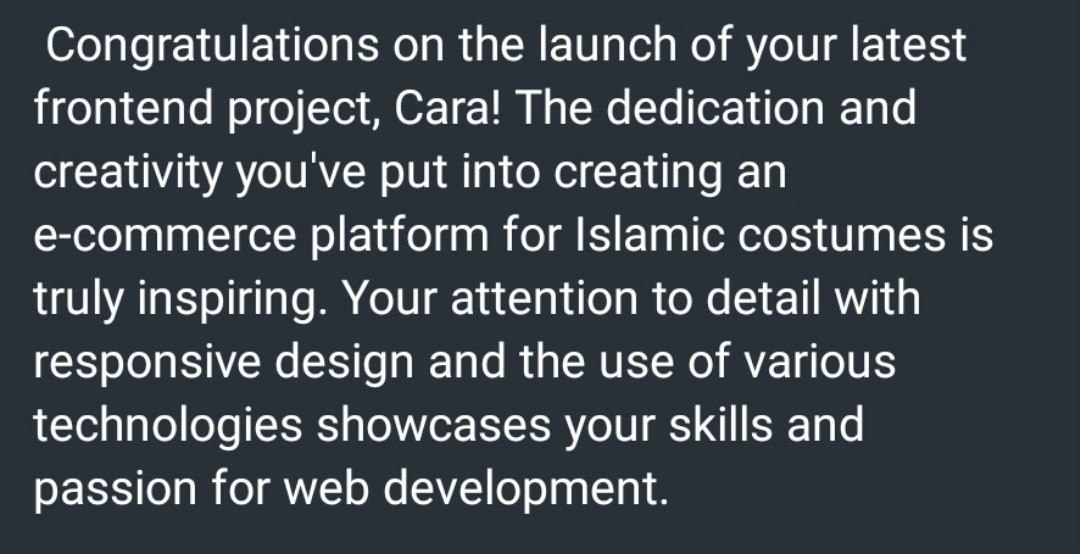 Congratulations on the launch of your latest
frontend project, Cara! The dedication and
creativity you've put into creating an
e-commerce platform for Islamic costumes is
truly inspiring. Your attention to detail with
responsive design and the use of various
technologies showcases your skills and
passion for web development.